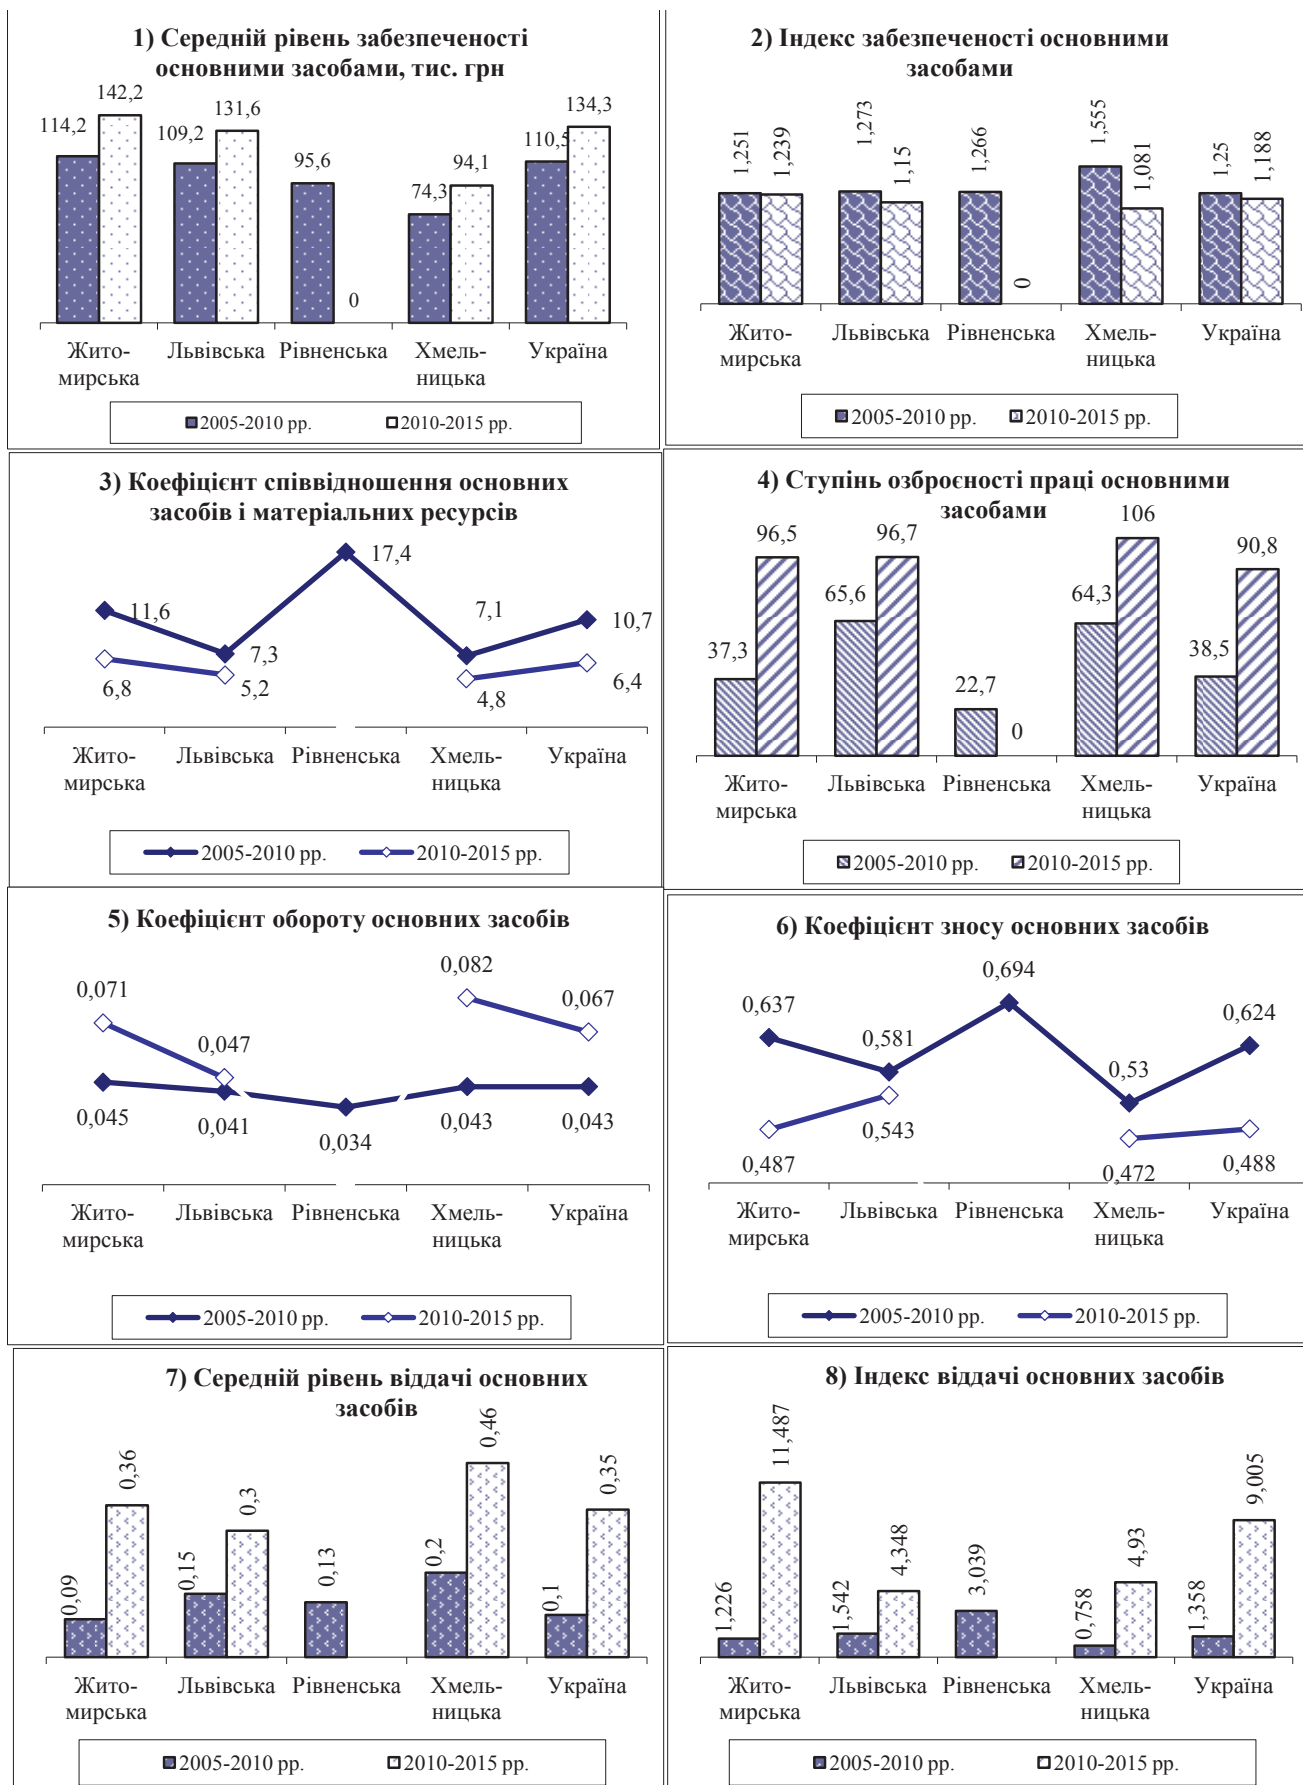 1) Середній рівень забезпеченості
основними засобами, тис. грн
114,2
142,2
109,2
131,6
95,6
0
74,3
94,1
110,5
134,3
Жито-
мирська
Львівська
Рівненська
Хмель-
ницька
Україна
2005-2010 рр.
2010-2015 рр.
2) Індекс забезпеченості основними
засобами
1,251
1,239
1,273
1,15
1,266
0
1,555
1,081
1,25
1,188
Жито-
мирська
Львівська
Рівненська
Хмель-
ницька
Україна
2005-2010 рр.
2010-2015 рр.
3) Коефіцієнт співвідношення основних
засобів і матеріальних ресурсів
11,6
7,3
17,4
7,1
10,7
6,8
5,2
4,8
6,4
Жито-
мирська
Львівська
Рівненська
Хмель-
ницька
Україна
2005-2010 рр.
2010-2015 рр.
4) Ступінь озброєності праці основними
засобами
37,3
96,5
65,6
96,7
22,7
0
64,3
106
38,5
90,8
Жито-
мирська
Львівська
Рівненська
Хмель-
ницька
Україна
2005-2010 рр.
2010-2015 рр.
5) Коефіцієнт обороту основних засобів
0,071
0,047
0,082
0,067
0,045
0,041
0,034
0,043
0,043
Жито-
мирська
Львівська
Рівненська
Хмель-
ницька
Україна
2005-2010 рр.
2010-2015 рр.
6) Коефіцієнт зносу основних засобів
0,637
0,581
0,694
0,53
0,624
0,487
0,543
0,472
0,488
Жито-
мирська
Львівська
Рівненська
Хмель-
ницька
Україна
2005-2010 рр.
2010-2015 рр.
7) Середній рівень віддачі основних
засобів
0,09
0,36
0,15
0,3
0,13
0,2
0,46
0,1
0,35
Жито-
мирська
Львівська
Рівненська
Хмель-
ницька
Україна
2005-2010 рр.
2010-2015 рр.
8) Індекс віддачі основних засобів
1,226
11,487
1,542
4,348
3,039
0,758
4,93
1,358
9,005
Жито-
мирська
Львівська
Рівненська
Хмель-
ницька
Україна
2005-2010 рр.
2010-2015 рр.